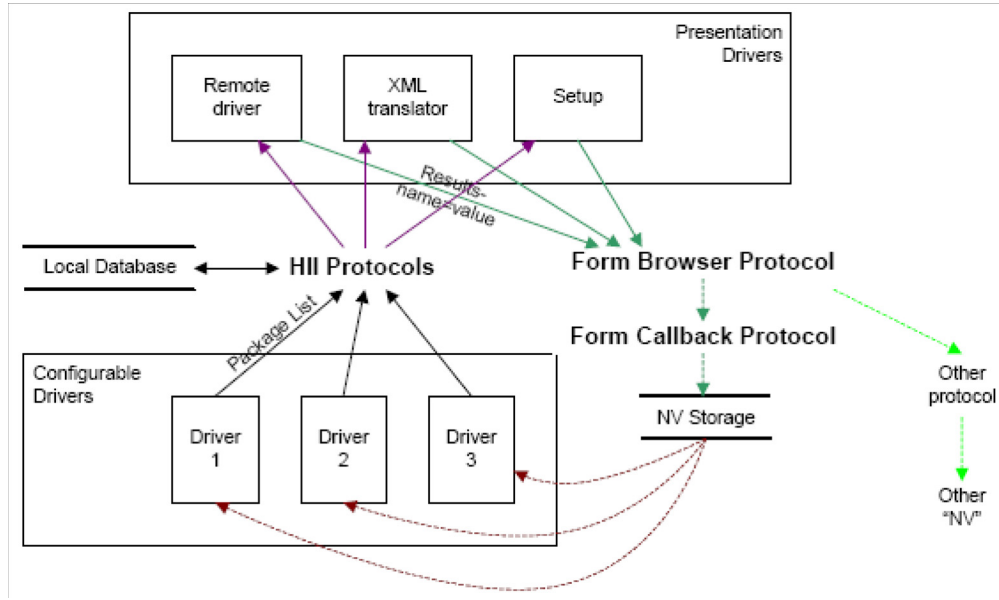 Presentation
Drivers
Remote
driver
XML
translator
Setup
Results-
name=value
Local Database
HII Protocols
Form Browser Protocol
Package List
Form Callback Protocol
Configurable
Drivers
Other
protocol
NV Storage
Driver
1
Driver
2
Driver
3
Other
“NV”